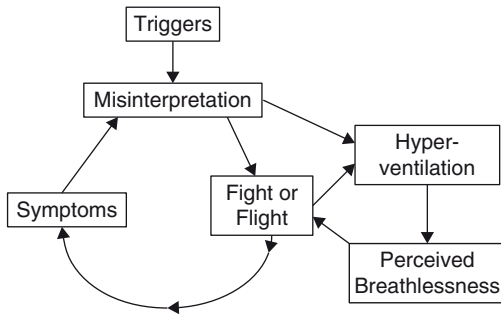 Triggers
Misinterpretation
Hyper-
ventilation
Fight or
Flight
Symptoms
Perceived
Breathlessness